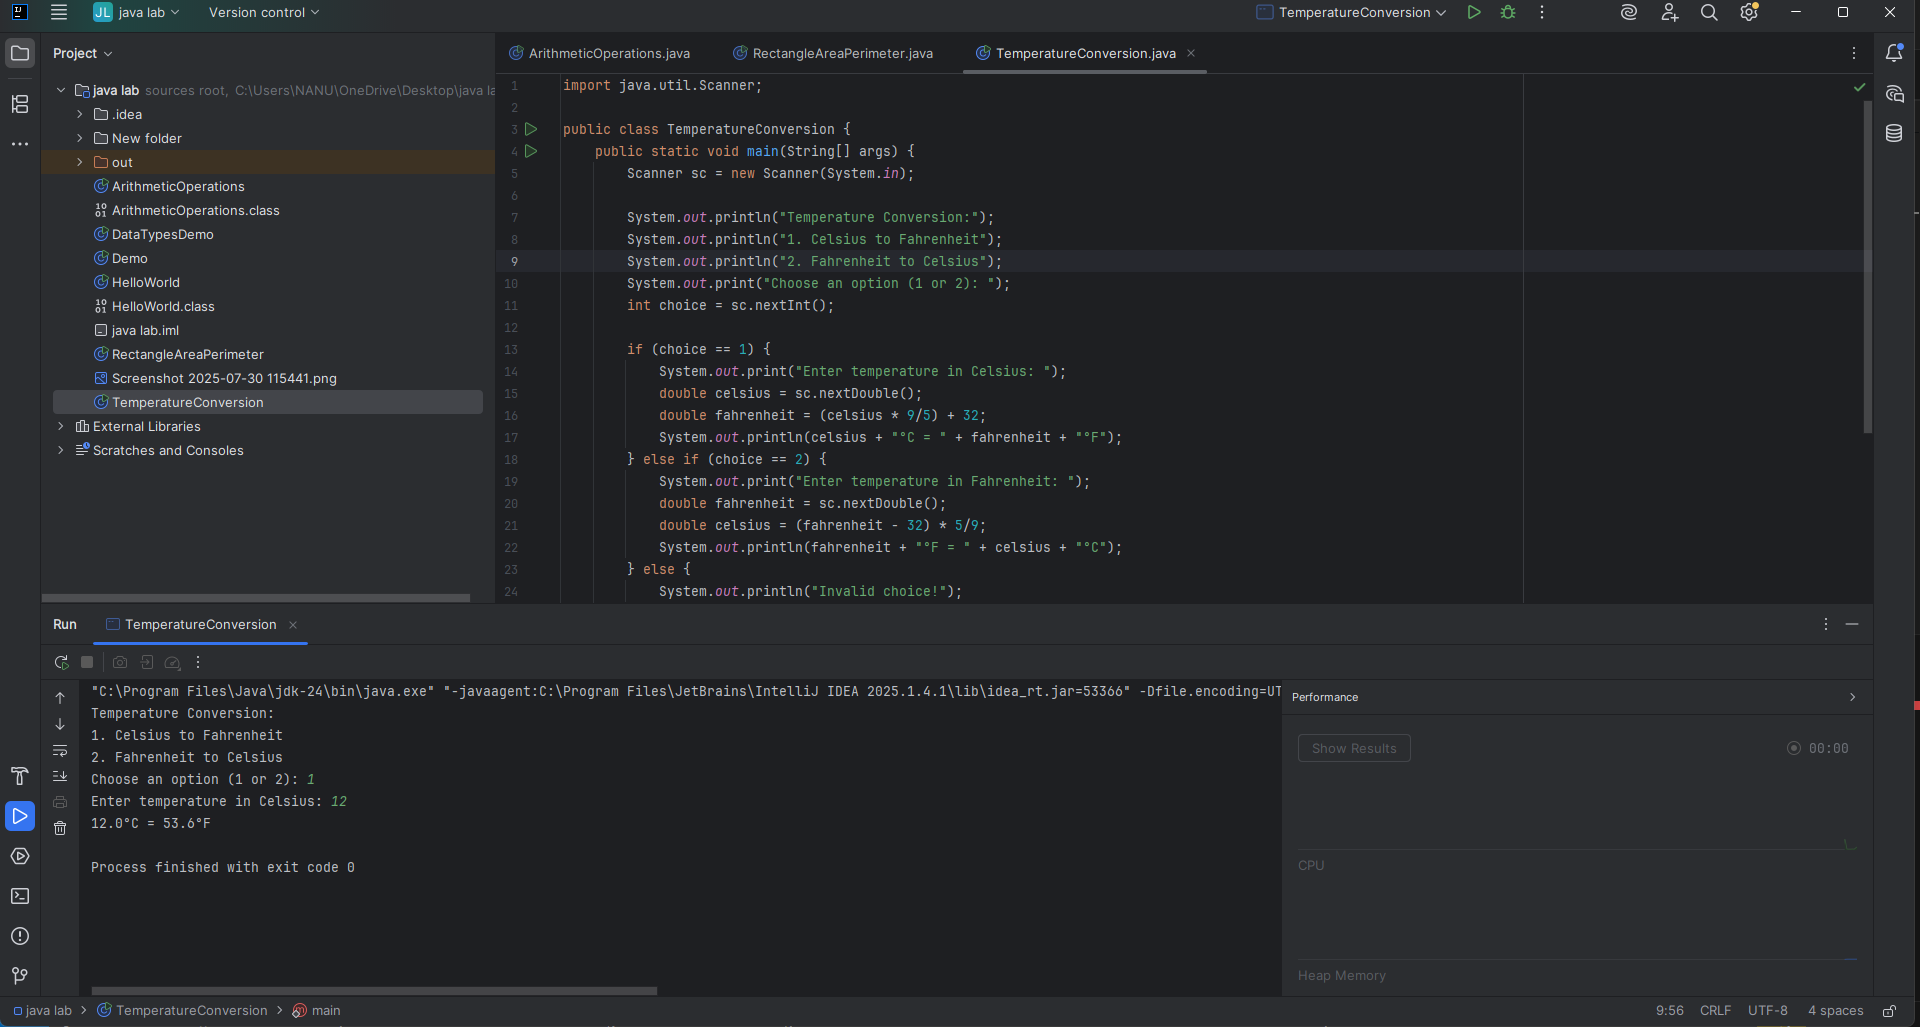 JL java lab Version control TemperatureConversion
Project
ArithmeticOperations.java RectangleAreaPerimeter.java TemperatureConversion.java
java lab sources root, C:\Users\NANU\OneDrive\Desktop\java la
.idea
New folder
out
ArithmeticOperations
ArithmeticOperations.class
DataTypesDemo
Demo
HelloWorld
HelloWorld.class
java lab.iml
RectangleAreaPerimeter
Screenshot 2025-07-30 115441.png
TemperatureConversion
External Libraries
Scratches and Consoles
1 import java.util.Scanner;
2
3 public class TemperatureConversion {
4 public static void main(String[] args) {
5 Scanner sc = new Scanner(System.in);
6
7 System.out.println("Temperature Conversion:");
8 System.out.println("1. Celsius to Fahrenheit");
9 System.out.println("2. Fahrenheit to Celsius");
10 System.out.print("Choose an option (1 or 2): ");
11 int choice = sc.nextInt();
12
13 if (choice == 1) {
14 System.out.print("Enter temperature in Celsius: ");
15 double celsius = sc.nextDouble();
16 double fahrenheit = (celsius * 9/5) + 32;
17 System.out.println(celsius + "°C = " + fahrenheit + "°F");
18 } else if (choice == 2) {
19 System.out.print("Enter temperature in Fahrenheit: ");
20 double fahrenheit = sc.nextDouble();
21 double celsius = (fahrenheit - 32) * 5/9;
22 System.out.println(fahrenheit + "°F = " + celsius + "°C");
23 } else {
24 System.out.println("Invalid choice!");
Run TemperatureConversion
"C:\Program Files\Java\jdk-24\bin\java.exe" "-javaagent:C:\Program Files\JetBrains\IntelliJ IDEA 2025.1.4.1\lib\idea_rt.jar=53366" -Dfile.encoding=UT
Temperature Conversion:
1. Celsius to Fahrenheit
2. Fahrenheit to Celsius
Choose an option (1 or 2): 1
Enter temperature in Celsius: 12
12.0°C = 53.6°F
Process finished with exit code 0
Performance
Show Results 00:00
CPU
Heap Memory
java lab TemperatureConversion main 9:56 CRLF UTF-8 4 spaces